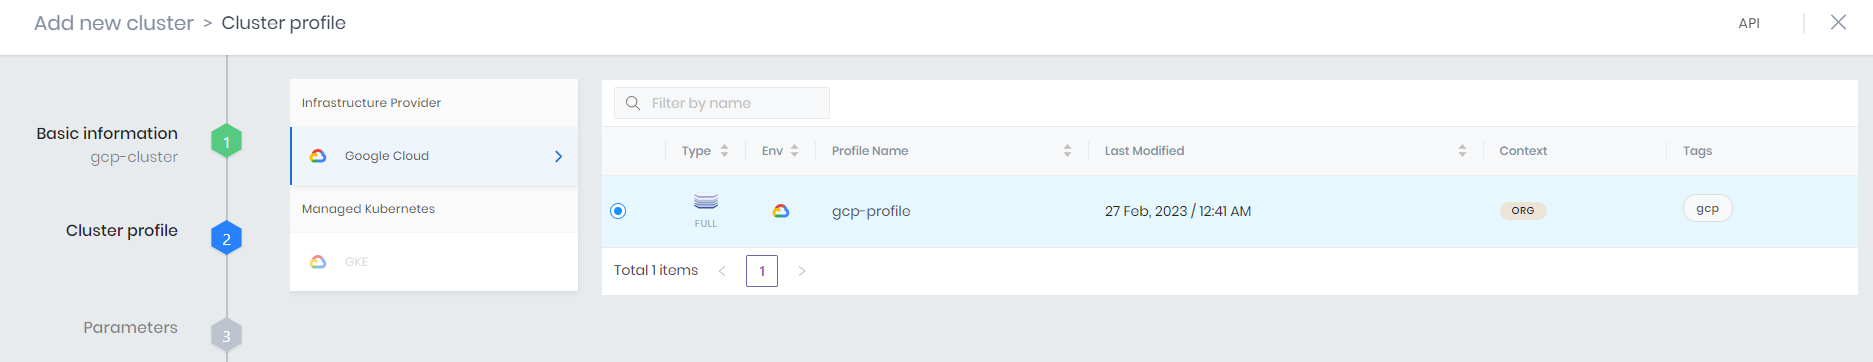 Add new cluster > Cluster profile
API
Basic information
gcp-cluster
1
Cluster profile
2
Parameters
3
Infrastructure Provider
Google Cloud
Managed Kubernetes
GKE
Filter by name
Type Env Profile Name Last Modified Context Tags
FULL gcp-profile 27 Feb, 2023 / 12:41 AM ORG gcp
Total 1 items < 1 >